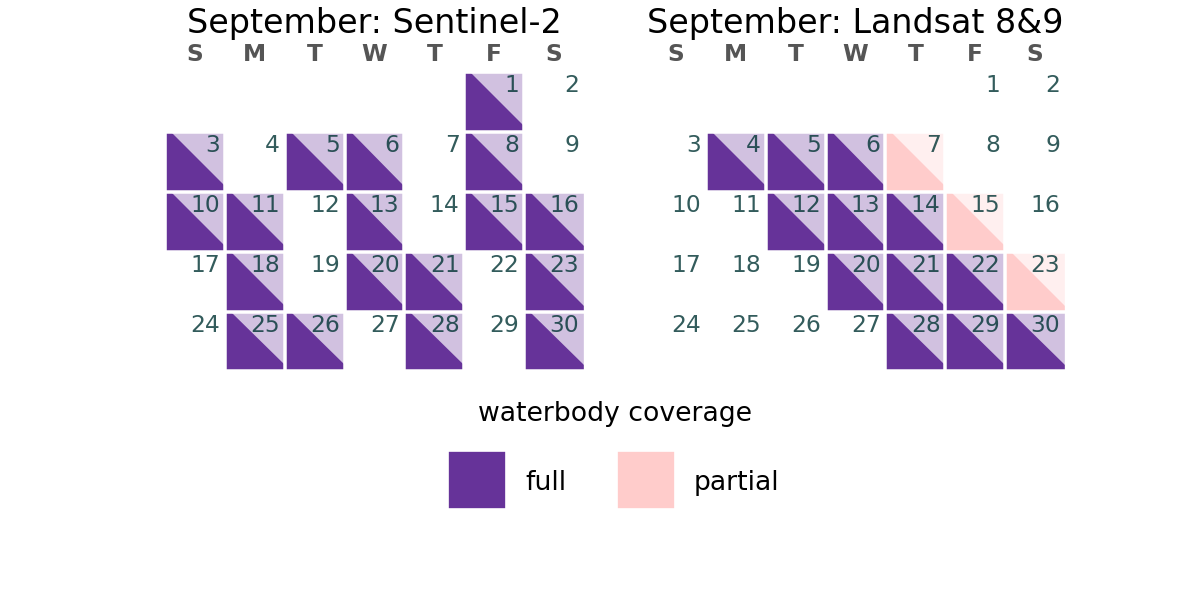 September: Sentinel-2
S M T W T F S
1 2
3 4 5 6 7 8 9
10 11 12 13 14 15 16
17 18 19 20 21 22 23
24 25 26 27 28 29 30
September: Landsat 8&9
S M T W T F S
1 2
3 4 5 6 7 8 9
10 11 12 13 14 15 16
17 18 19 20 21 22 23
24 25 26 27 28 29 30
waterbody coverage
full partial